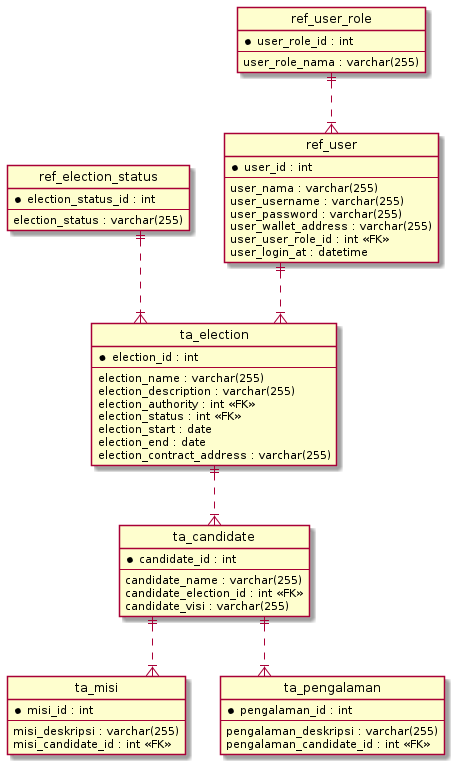 ref_user_role
user_role_id : int
user_role_nama : varchar(255)
ref_user
user_id : int
user_nama : varchar(255)
user_username : varchar(255)
user_password : varchar(255)
user_wallet_address : varchar(255)
user_user_role_id : int «FK»
user_login_at : datetime
ref_election_status
election_status_id : int
election_status : varchar(255)
ta_election
election_id : int
election_name : varchar(255)
election_description : varchar(255)
election_authority : int «FK»
election_status : int «FK»
election_start : date
election_end : date
election_contract_address : varchar(255)
ta_candidate
candidate_id : int
candidate_name : varchar(255)
candidate_election_id : int «FK»
candidate_visi : varchar(255)
ta_misi
misi_id : int
misi_deskripsi : varchar(255)
misi_candidate_id : int «FK»
ta_pengalaman
pengalaman_id : int
pengalaman_deskripsi : varchar(255)
pengalaman_candidate_id : int «FK»